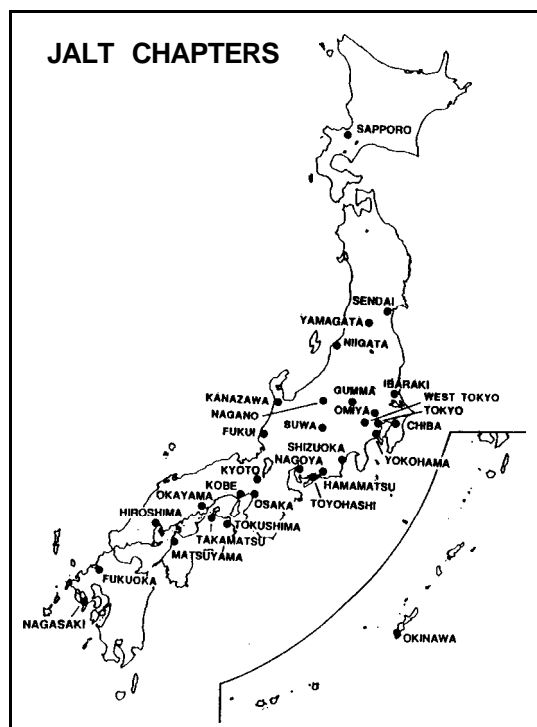 JALT CHAPTERS
SAPPORO
SENDAI
YAMAGATA
NIIGATA
KANAZAWA
GUMMA
IBARAKI
NAGANO
OMIYA
WEST TOKYO
TOKYO
FUKUI
SUWA
CHIBA
SHIZUOKA
YOKOHAMA
KYOTO
NAGOYA
HAMAMATSU
KOBE
TOYOHASHI
OKAYAMA
OSAKA
HIROSHIMA
TOKUSHIMA
TAKAMATSU
MATSUYAMA
FUKUOKA
NAGASAKI
OKINAWA